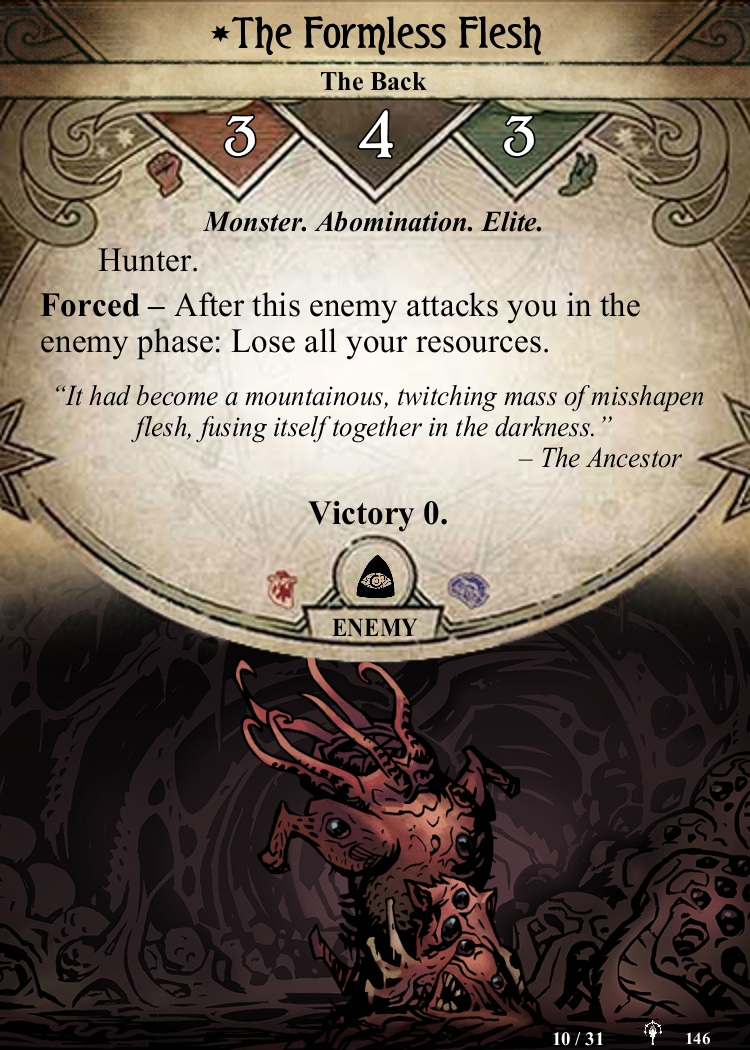 The Formless Flesh
The Back
3 4 3
Monster. Abomination. Elite.
Hunter.
Forced – After this enemy attacks you in the
enemy phase: Lose all your resources.
“It had become a mountainous, twitching mass of misshapen
flesh, fusing itself together in the darkness.”
– The Ancestor
Victory 0.
ENEMY
10 / 31 146